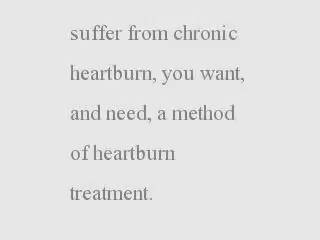 suffer from chronic
heartburn, you want,
and need, a method
of heartburn
treatment.